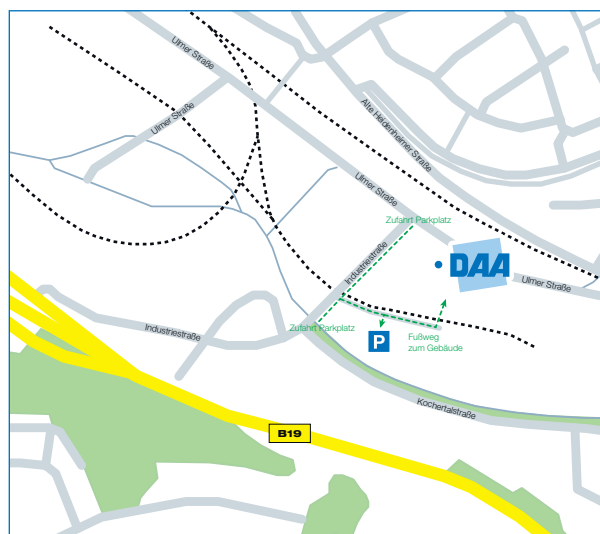 Ulmer Straße
Ulmer Straße
Alte Heidenheimer Straße
Ulmer Straße
Zufahrt Parkplatz
Industriestraße
DAA
Ulmer Straße
Industriestraße
Zufahrt Parkplatz
P
Fußweg
zum Gebäude
Kochertalstraße
B19